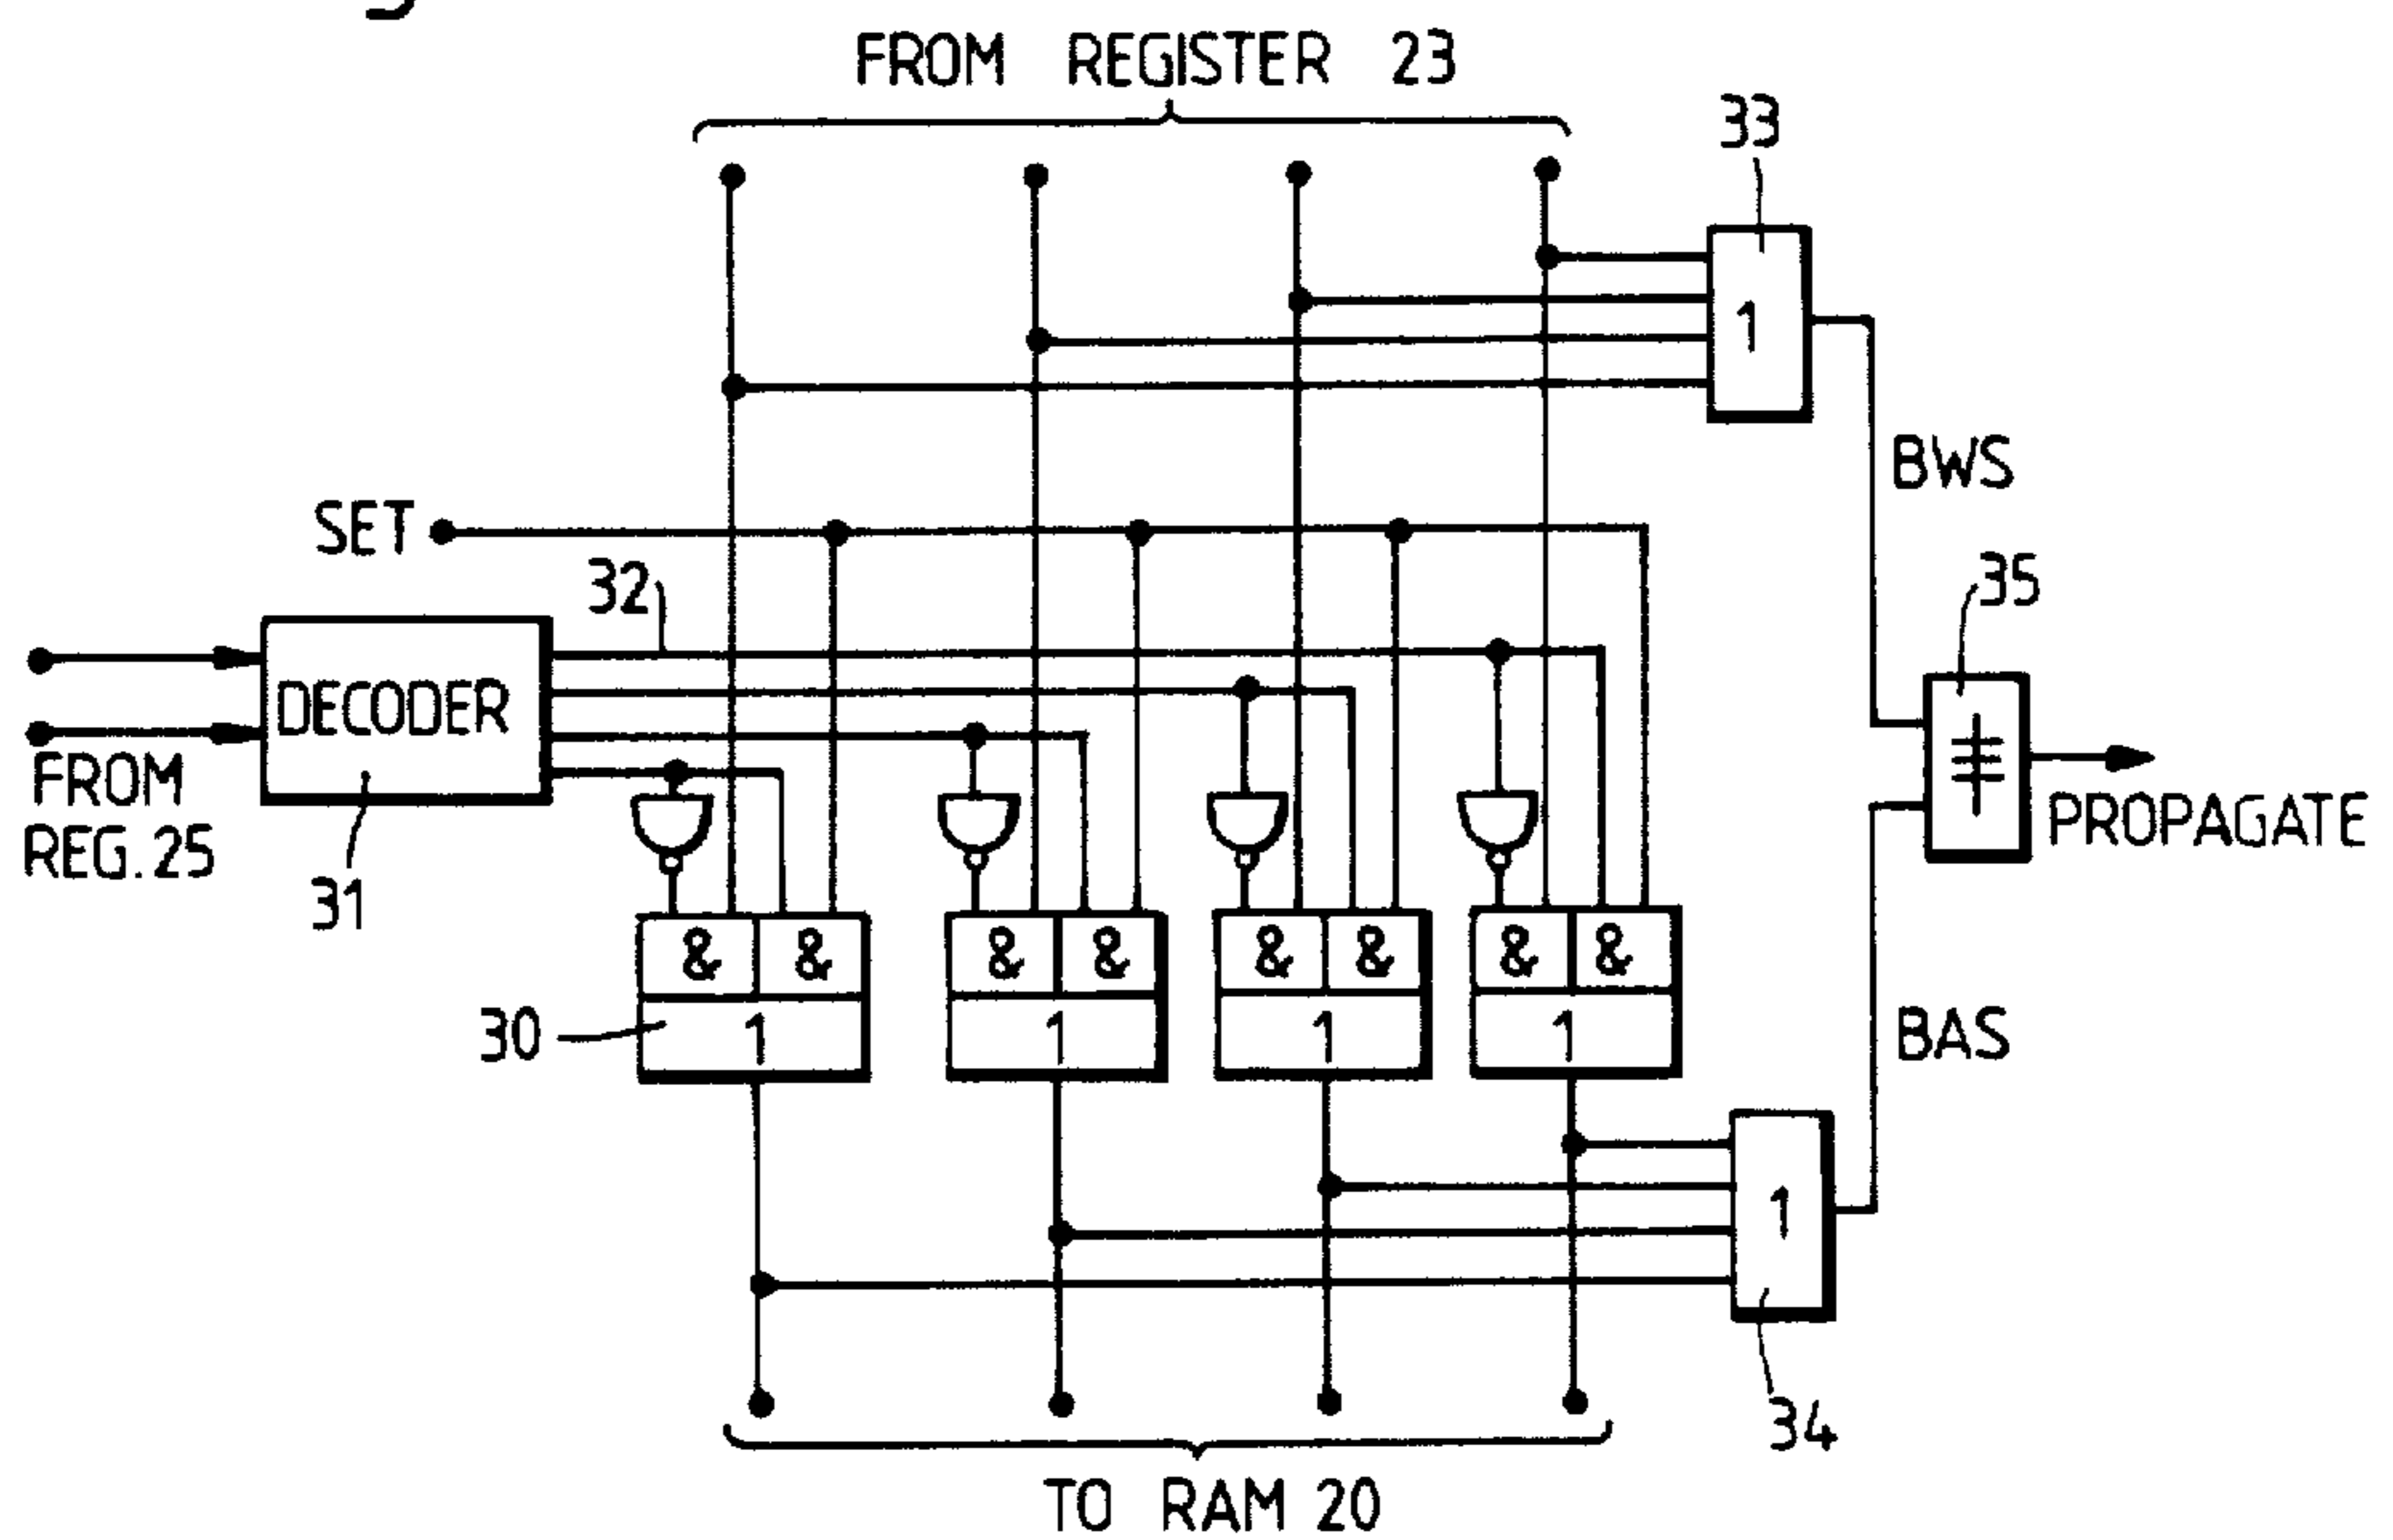 FROM REGISTER 23
33
1
BWS
SET
32
35
DECODER
FROM
REG. 25
31
PROPAGATE
& & & & & & & &
30
1 1 1 1
BAS
1
34
TO RAM 20